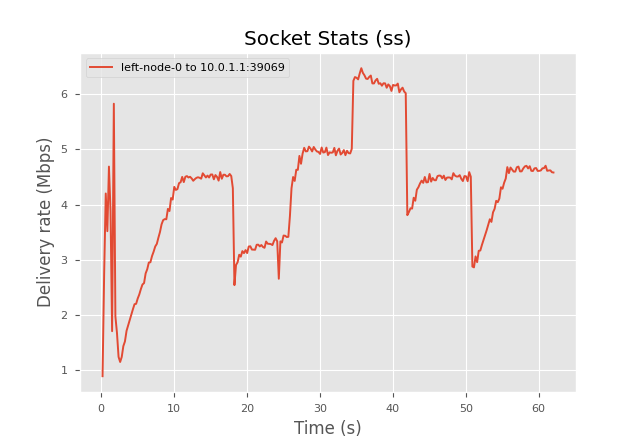 Socket Stats (ss)
left-node-0 to 10.0.1.1:39069
Delivery rate (Mbps)
6
5
4
3
2
1
0 10 20 30 40 50 60
Time (s)